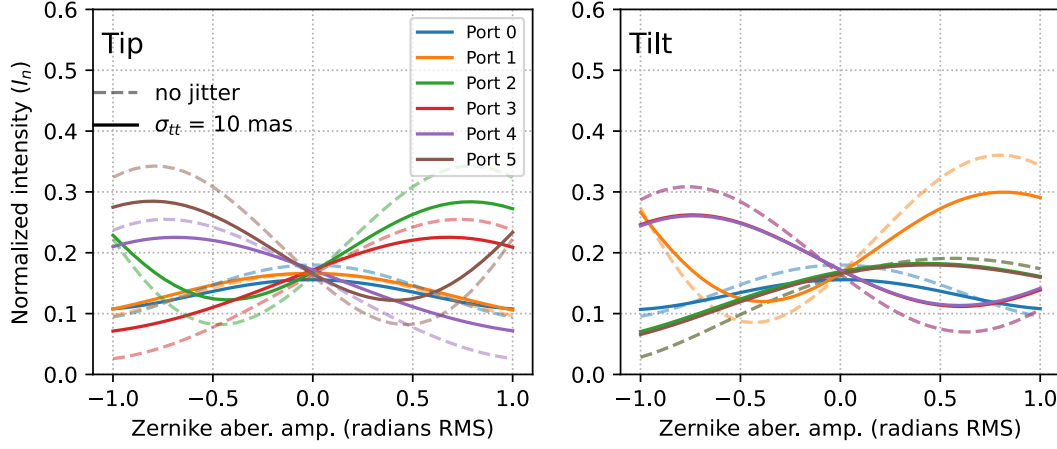 0.6
0.5
0.4
0.3
0.2
0.1
0.0
Normalized intensity (Iₙ)
Tip
no jitter
σₜₜ = 10 mas
Port 0
Port 1
Port 2
Port 3
Port 4
Port 5
−1.0
−0.5
0.0
0.5
1.0
Zernike aber. amp. (radians RMS)
0.6
0.5
0.4
0.3
0.2
0.1
0.0
Tilt
−1.0
−0.5
0.0
0.5
1.0
Zernike aber. amp. (radians RMS)